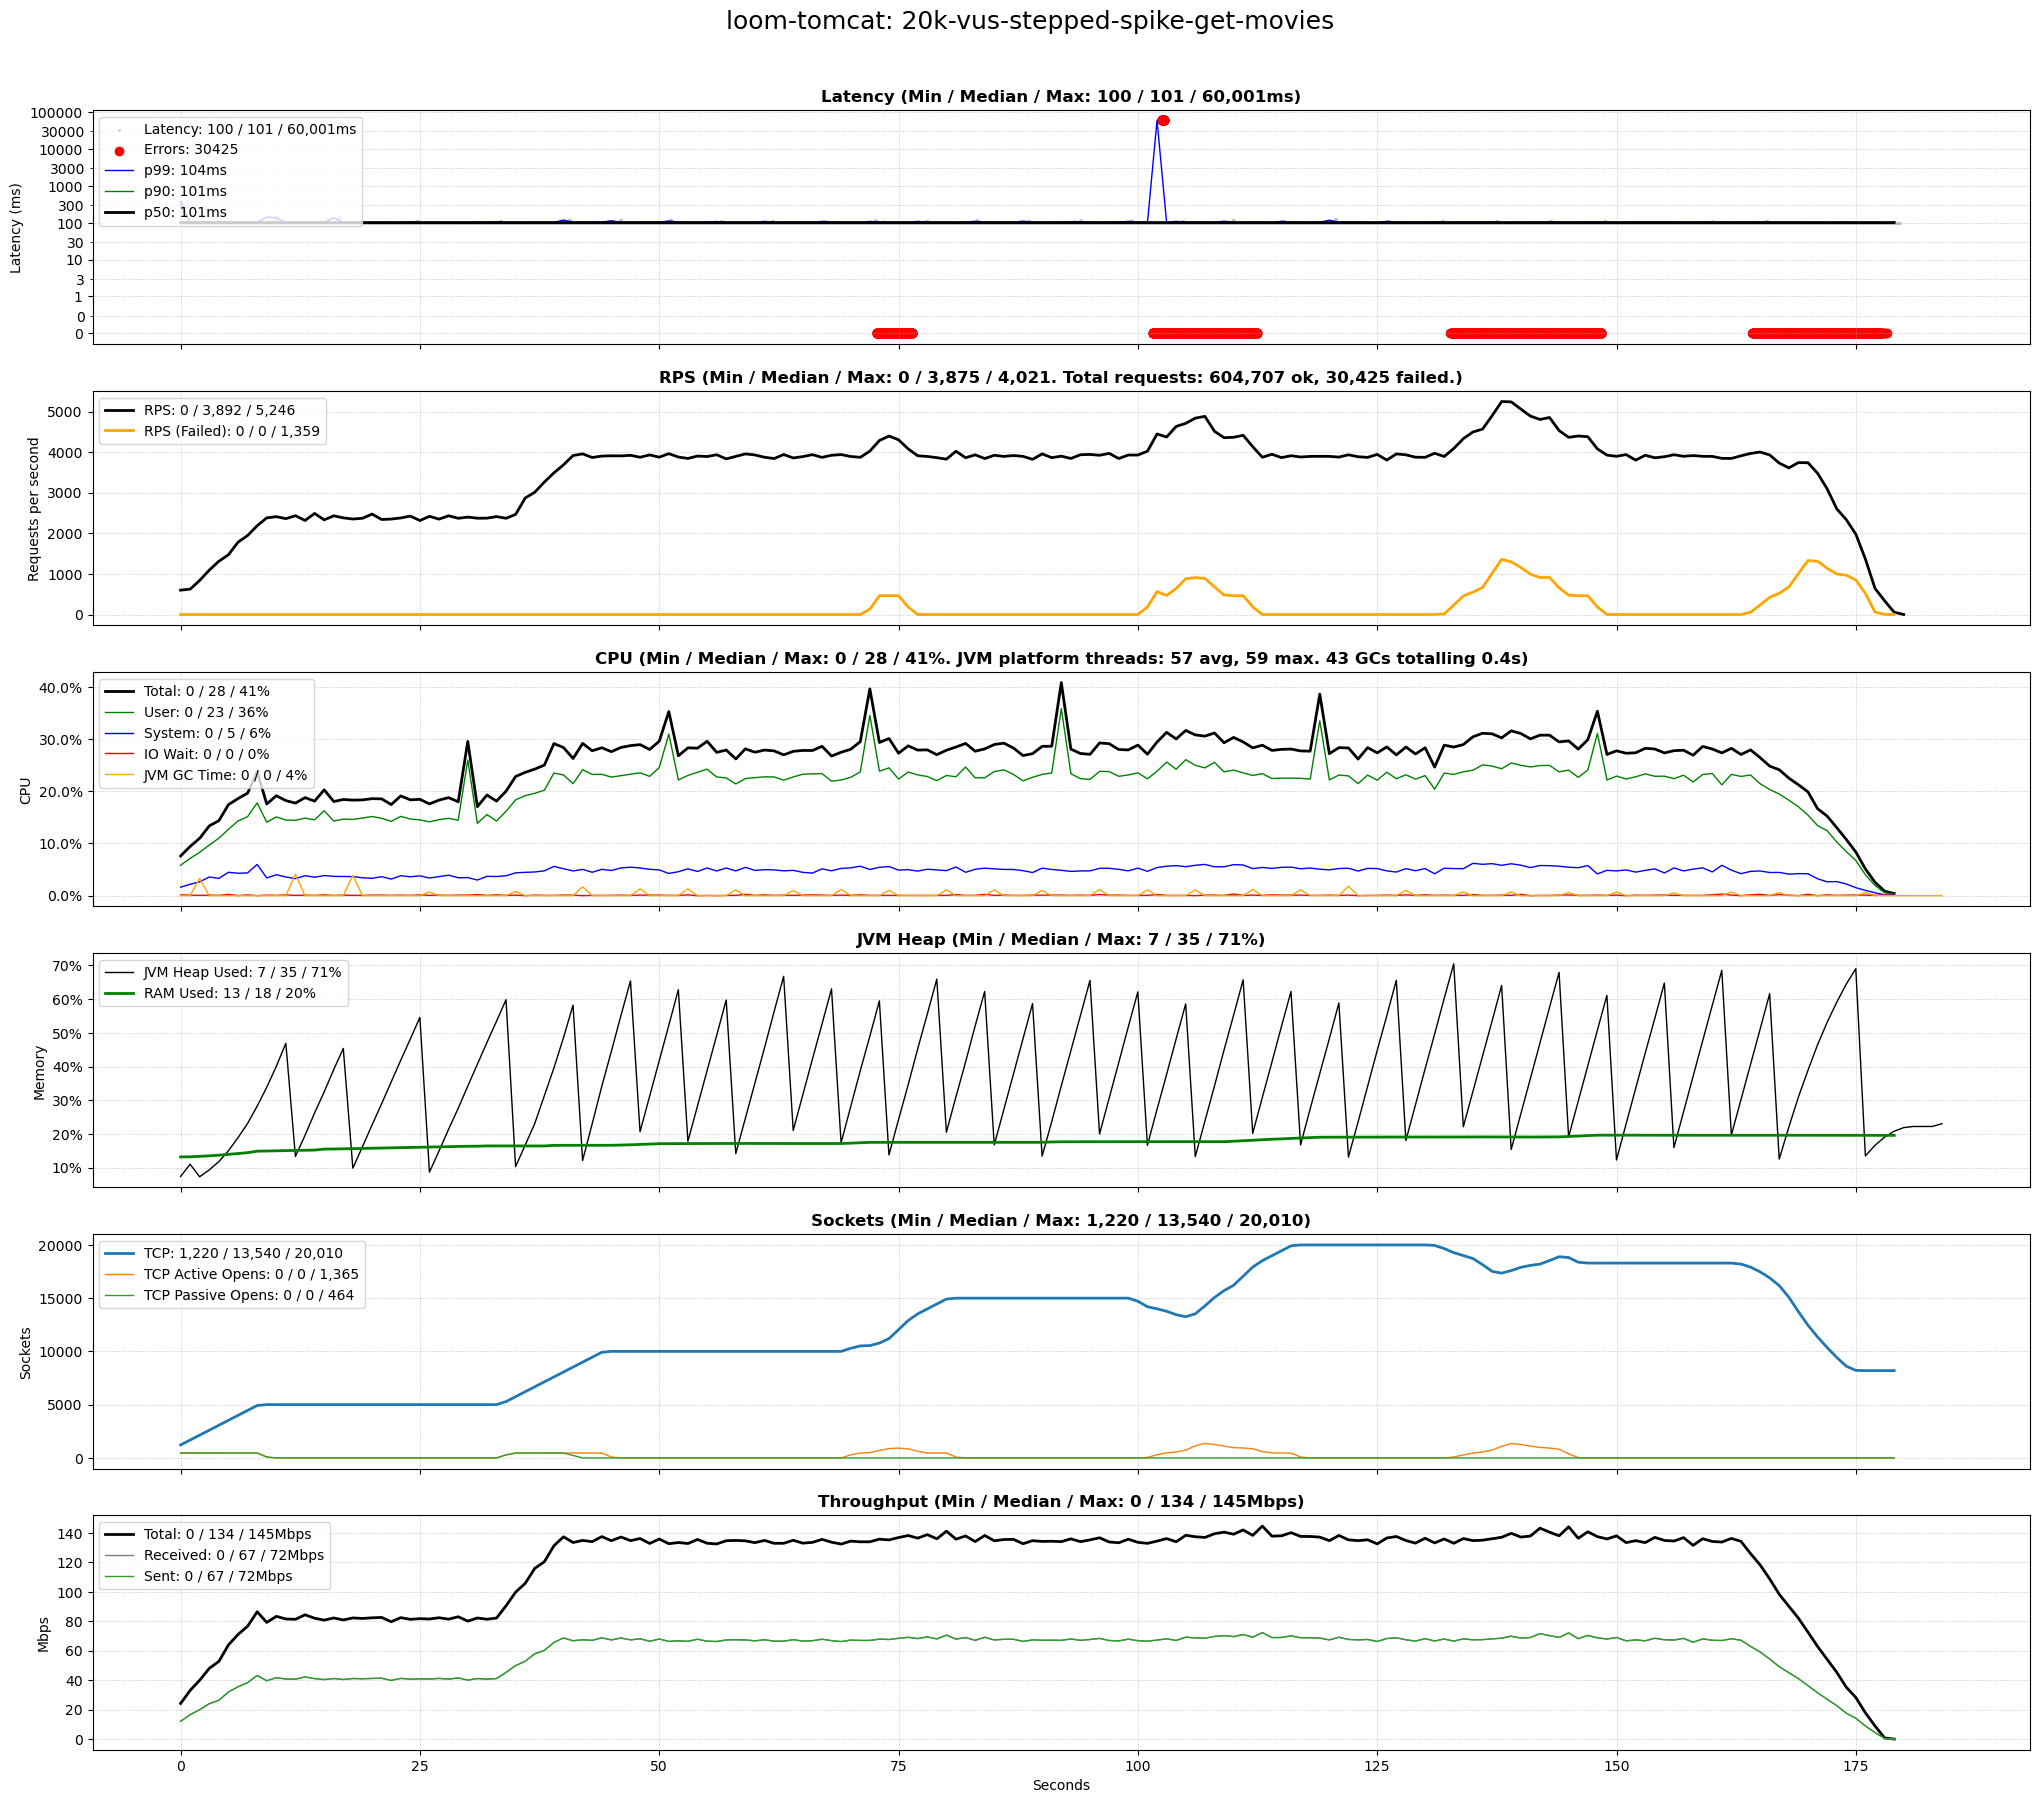 loom-tomcat: 20k-vus-stepped-spike-get-movies
Latency (Min / Median / Max: 100 / 101 / 60,001ms)
Latency (ms)
100000
30000
10000
3000
1000
300
100
30
10
3
1
0
0
Latency: 100 / 101 / 60,001ms
Errors: 30425
p99: 104ms
p90: 101ms
p50: 101ms
RPS (Min / Median / Max: 0 / 3,875 / 4,021. Total requests: 604,707 ok, 30,425 failed.)
Requests per second
5000
4000
3000
2000
1000
0
RPS: 0 / 3,892 / 5,246
RPS (Failed): 0 / 0 / 1,359
CPU (Min / Median / Max: 0 / 28 / 41%. JVM platform threads: 57 avg, 59 max. 43 GCs totalling 0.4s)
CPU
40.0%
30.0%
20.0%
10.0%
0.0%
Total: 0 / 28 / 41%
User: 0 / 23 / 36%
System: 0 / 5 / 6%
IO Wait: 0 / 0 / 0%
JVM GC Time: 0 / 0 / 4%
JVM Heap (Min / Median / Max: 7 / 35 / 71%)
Memory
70%
60%
50%
40%
30%
20%
10%
JVM Heap Used: 7 / 35 / 71%
RAM Used: 13 / 18 / 20%
Sockets (Min / Median / Max: 1,220 / 13,540 / 20,010)
Sockets
20000
15000
10000
5000
0
TCP: 1,220 / 13,540 / 20,010
TCP Active Opens: 0 / 0 / 1,365
TCP Passive Opens: 0 / 0 / 464
Throughput (Min / Median / Max: 0 / 134 / 145Mbps)
Mbps
140
120
100
80
60
40
20
0
Total: 0 / 134 / 145Mbps
Received: 0 / 67 / 72Mbps
Sent: 0 / 67 / 72Mbps
0 25 50 75 100 125 150 175
Seconds